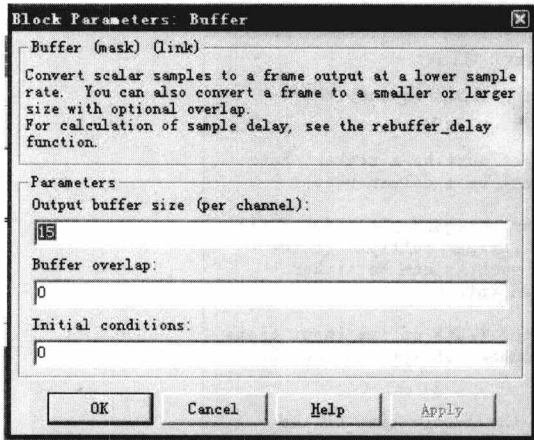 Block Parameters: Buffer
Buffer (mask) (link)
Convert scalar samples to a frame output at a lower sample
rate. You can also convert a frame to a smaller or larger
size with optional overlap.
For calculation of sample delay, see the rebuffer_delay
function.
Parameters
Output buffer size (per channel):
15
Buffer overlap:
0
Initial conditions:
0
OK Cancel Help Apply